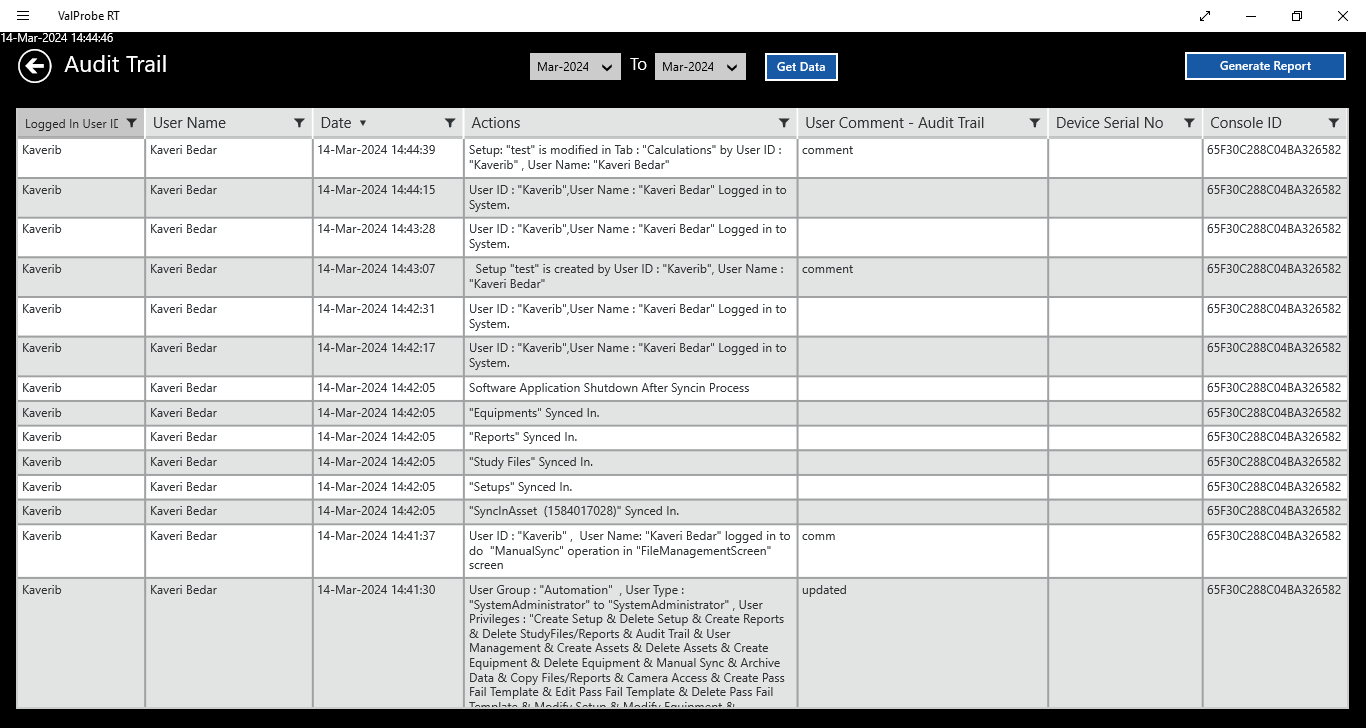 ValProbe RT
14-Mar-2024 14:44:46
Audit Trail
Mar-2024 To Mar-2024 Get Data Generate Report
Logged In User ID User Name Date Actions User Comment - Audit Trail Device Serial No Console ID
Kaverib Kaveri Bedar 14-Mar-2024 14:44:39 Setup: "test" is modified in Tab : "Calculations" by User ID : comment 65F30C288C04BA326582
"Kaverib" , User Name: "Kaveri Bedar"
Kaverib Kaveri Bedar 14-Mar-2024 14:44:15 User ID : "Kaverib",User Name : "Kaveri Bedar" Logged in to 65F30C288C04BA326582
System.
Kaverib Kaveri Bedar 14-Mar-2024 14:43:28 User ID : "Kaverib",User Name : "Kaveri Bedar" Logged in to 65F30C288C04BA326582
System.
Kaverib Kaveri Bedar 14-Mar-2024 14:43:07 Setup "test" is created by User ID : "Kaverib", User Name : comment 65F30C288C04BA326582
"Kaveri Bedar"
Kaverib Kaveri Bedar 14-Mar-2024 14:42:31 User ID : "Kaverib",User Name : "Kaveri Bedar" Logged in to 65F30C288C04BA326582
System.
Kaverib Kaveri Bedar 14-Mar-2024 14:42:17 User ID : "Kaverib",User Name : "Kaveri Bedar" Logged in to 65F30C288C04BA326582
System.
Kaverib Kaveri Bedar 14-Mar-2024 14:42:05 Software Application Shutdown After Syncin Process 65F30C288C04BA326582
Kaverib Kaveri Bedar 14-Mar-2024 14:42:05 "Equipments" Synced In. 65F30C288C04BA326582
Kaverib Kaveri Bedar 14-Mar-2024 14:42:05 "Reports" Synced In. 65F30C288C04BA326582
Kaverib Kaveri Bedar 14-Mar-2024 14:42:05 "Study Files" Synced In. 65F30C288C04BA326582
Kaverib Kaveri Bedar 14-Mar-2024 14:42:05 "Setups" Synced In. 65F30C288C04BA326582
Kaverib Kaveri Bedar 14-Mar-2024 14:42:05 "SyncInAsset (1584017028)" Synced In. 65F30C288C04BA326582
Kaverib Kaveri Bedar 14-Mar-2024 14:41:37 User ID : "Kaverib" , User Name: "Kaveri Bedar" logged in to comm 65F30C288C04BA326582
do "ManualSync" operation in "FileManagementScreen"
screen
Kaverib Kaveri Bedar 14-Mar-2024 14:41:30 User Group : "Automation" , User Type : updated 65F30C288C04BA326582
"SystemAdministrator" to "SystemAdministrator" , User
Privileges : "Create Setup & Delete Setup & Create Reports
& Delete StudyFiles/Reports & Audit Trail & User
Management & Create Assets & Delete Assets & Create
Equipment & Delete Equipment & Manual Sync & Archive
Data & Copy Files/Reports & Camera Access & Create Pass
Fail Template & Edit Pass Fail Template & Delete Pass Fail
Template & Modify Setup & Modify Equipment &